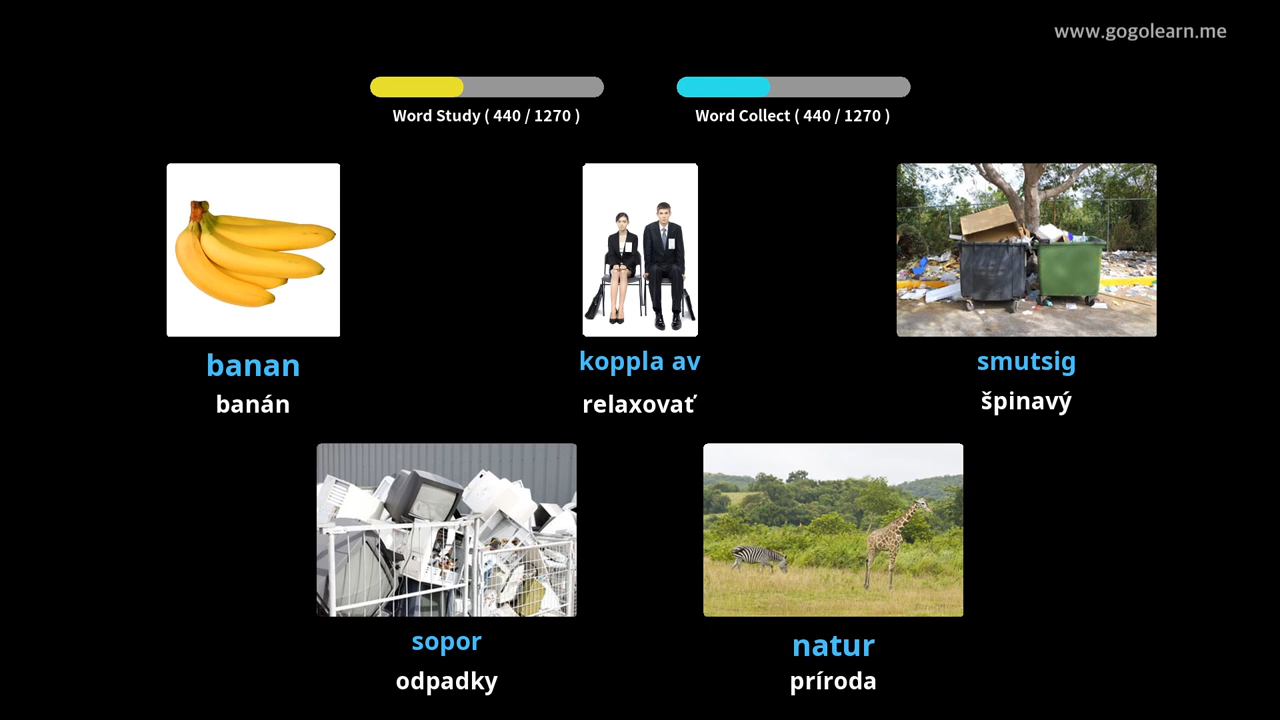 www.gogolearn.me
Word Study ( 440 / 1270 )
Word Collect ( 440 / 1270 )
banan
banán
koppla av
relaxovať
smutsig
špinavý
sopor
odpadky
natur
príroda